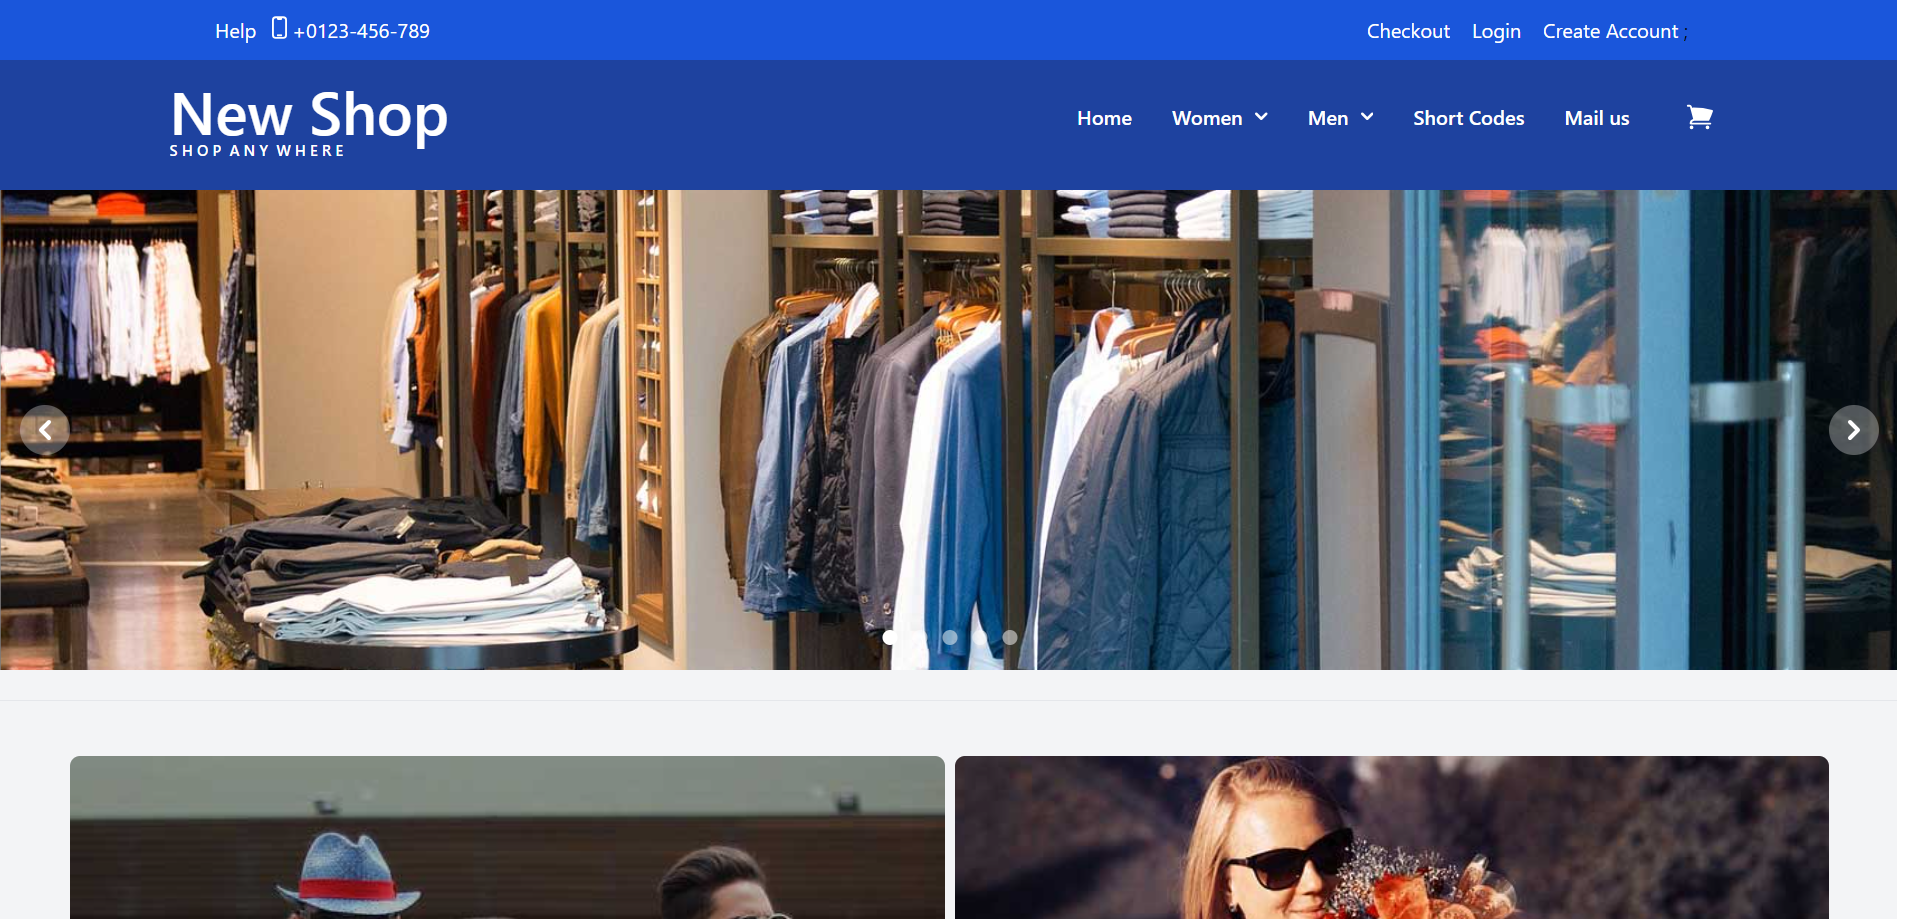 Help +0123-456-789 Checkout Login Create Account ;
New Shop
SHOP ANY WHERE
Home Women Men Short Codes Mail us